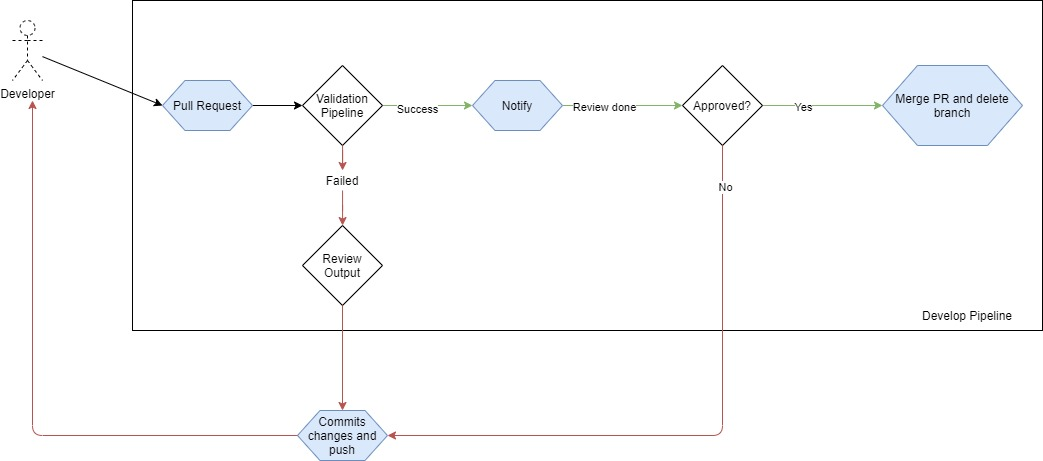 Developer
Pull Request
Validation
Pipeline
Success
Notify
Review done
Approved?
Yes
Merge PR and delete
branch
Failed
No
Review
Output
Develop Pipeline
Commits
changes and
push